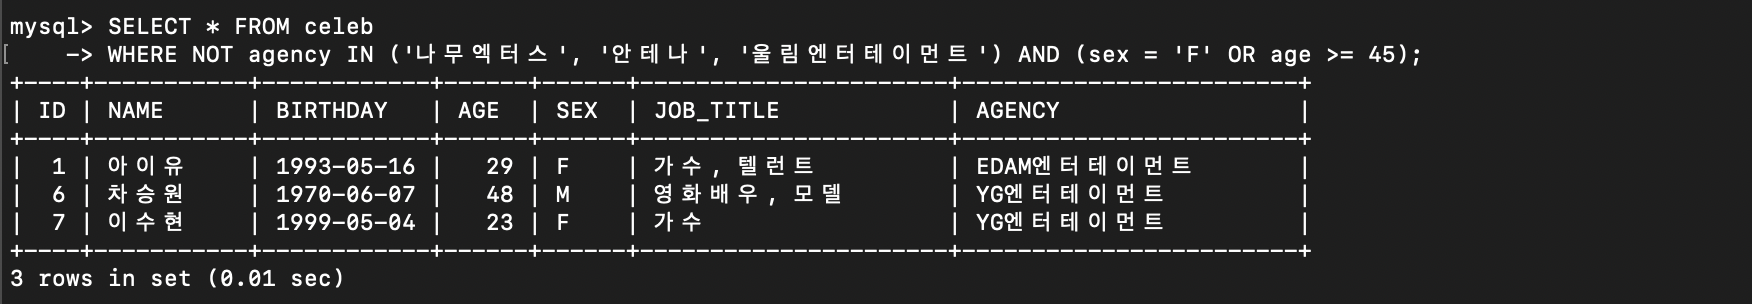 mysql> SELECT * FROM celeb
[    -> WHERE NOT agency IN ('나무엑터스', '안테나', '울림엔터테이먼트') AND (sex = 'F' OR age >= 45);
+----+-----------+------------+------+------+----------------------+------------------------+
| ID | NAME      | BIRTHDAY   | AGE  | SEX  | JOB_TITLE            | AGENCY                 |
+----+-----------+------------+------+------+----------------------+------------------------+
|  1 | 아이유    | 1993-05-16 |   29 | F    | 가수, 텔런트         | EDAM엔터테이먼트       |
|  6 | 차승원    | 1970-06-07 |   48 | M    | 영화배우, 모델       | YG엔터테이먼트         |
|  7 | 이수현    | 1999-05-04 |   23 | F    | 가수                 | YG엔터테이먼트         |
+----+-----------+------------+------+------+----------------------+------------------------+
3 rows in set (0.01 sec)